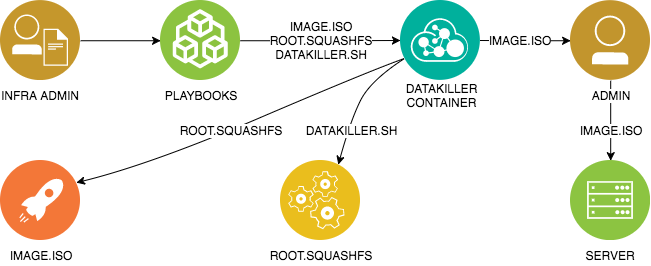 IMAGE.ISO
ROOT.SQUASHFS
DATAKILLER.SH
IMAGE.ISO
INFRA ADMIN
PLAYBOOKS
DATAKILLER
CONTAINER
ADMIN
ROOT.SQUASHFS
DATAKILLER.SH
IMAGE.ISO
IMAGE.ISO
ROOT.SQUASHFS
SERVER